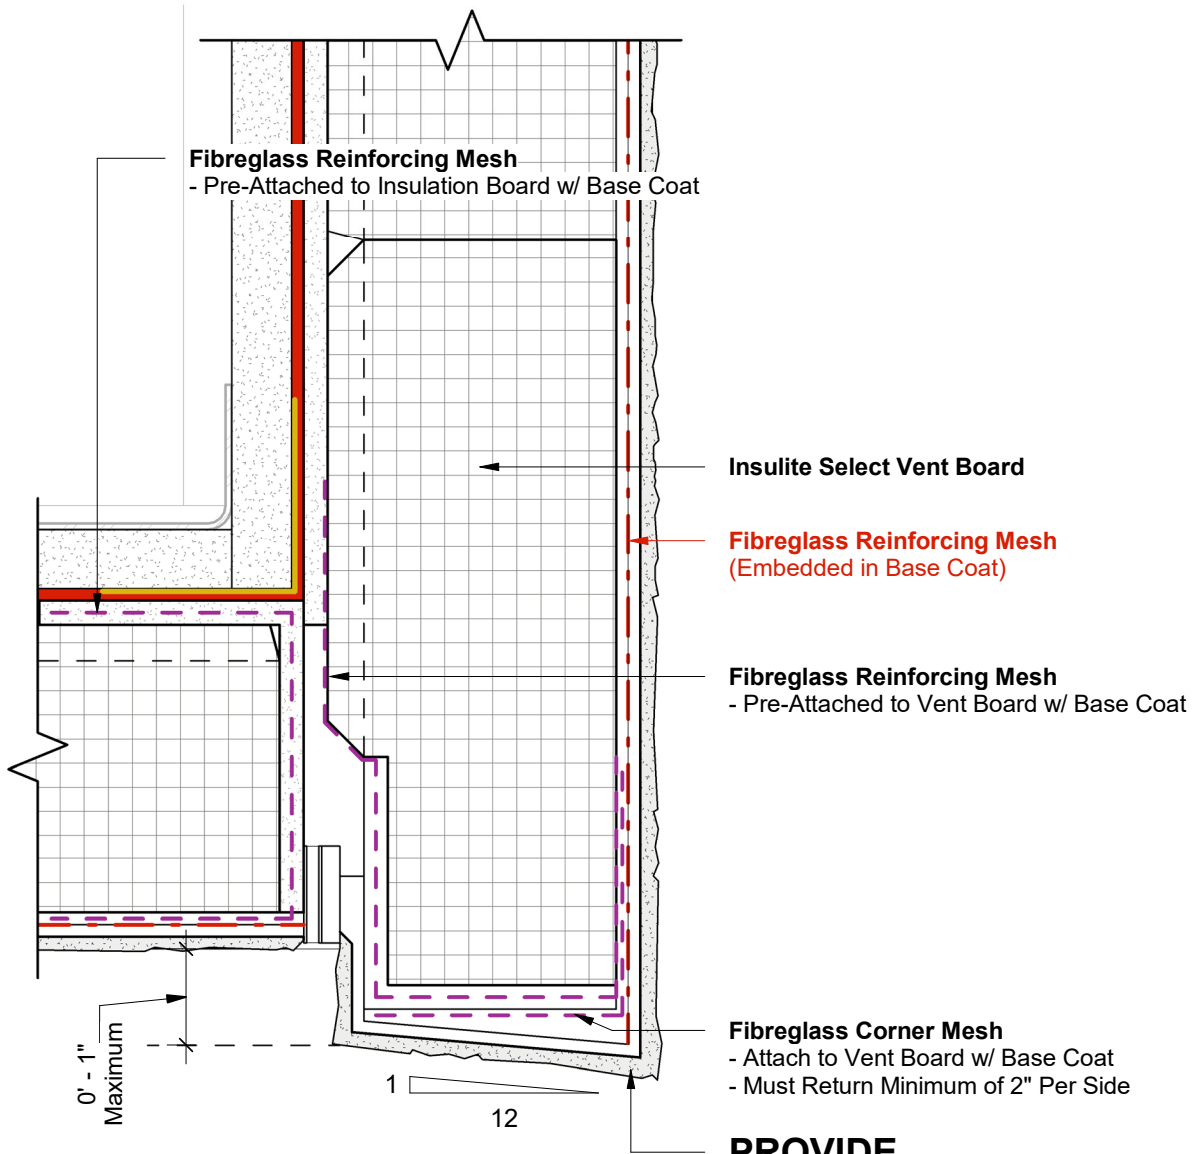 Fibreglass Reinforcing Mesh
- Pre-Attached to Insulation Board w/ Base Coat
Insulite Select Vent Board
Fibreglass Reinforcing Mesh
(Embedded in Base Coat)
Fibreglass Reinforcing Mesh
- Pre-Attached to Vent Board w/ Base Coat
Fibreglass Corner Mesh
- Attach to Vent Board w/ Base Coat
- Must Return Minimum of 2" Per Side
0' - 1"
Maximum
1
12
PROVIDE